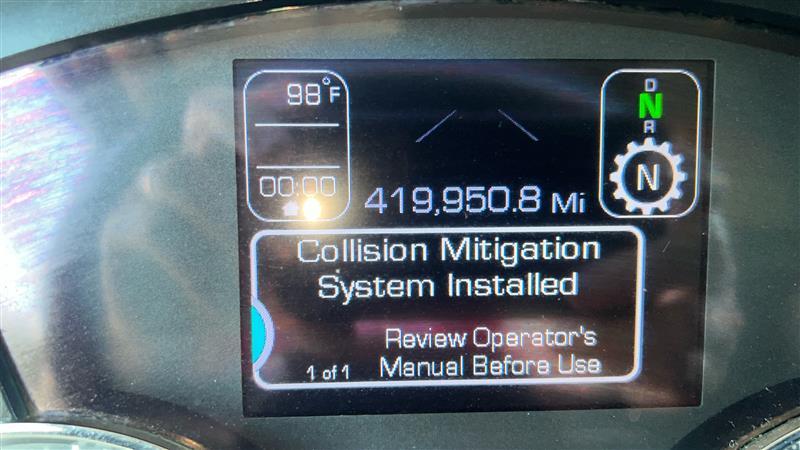 98°F
00:00
419,950.8 Mi
D
N
R
N
Collision Mitigation
System Installed
Review Operator's
Manual Before Use
1 of 1